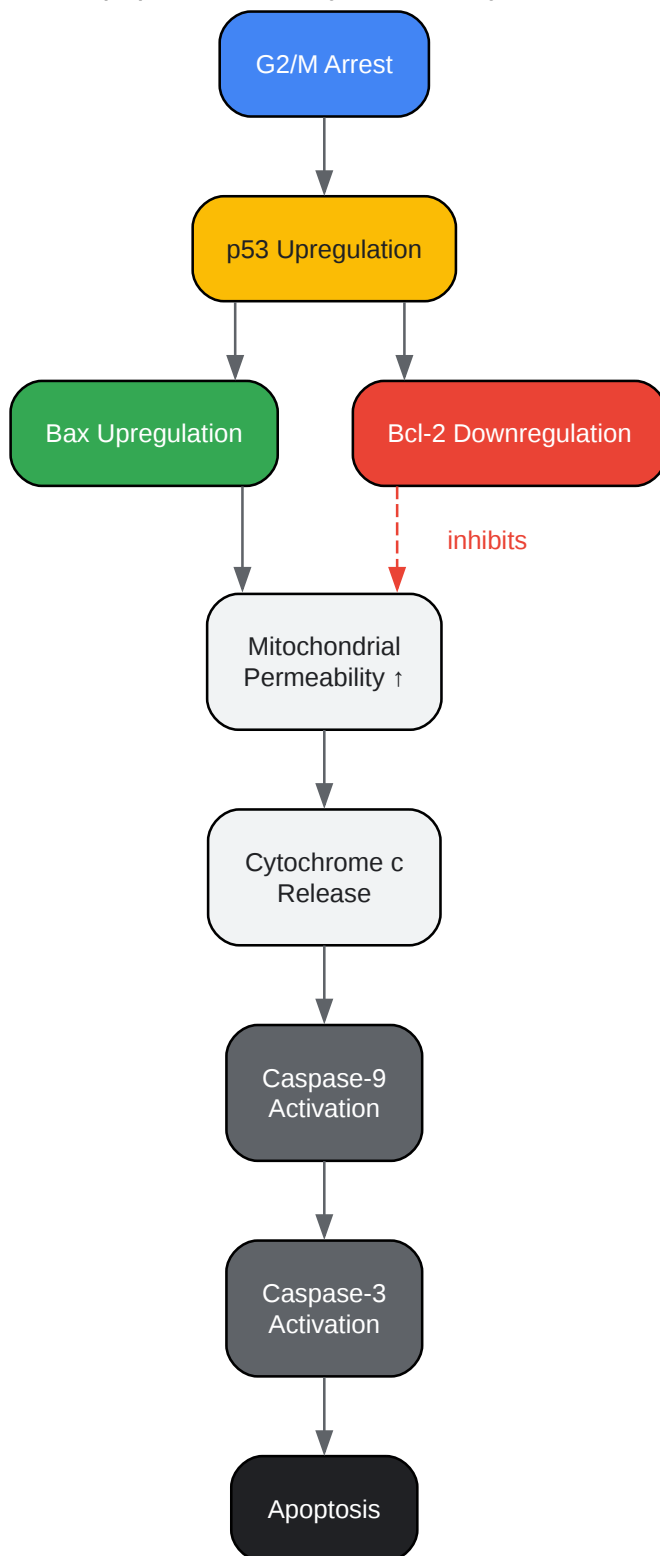 G2/M Arrest
p53 Upregulation
Bax Upregulation
Bcl-2 Downregulation
inhibits
Mitochondrial
Permeability ↑
Cytochrome c
Release
Caspase-9
Activation
Caspase-3
Activation
Apoptosis